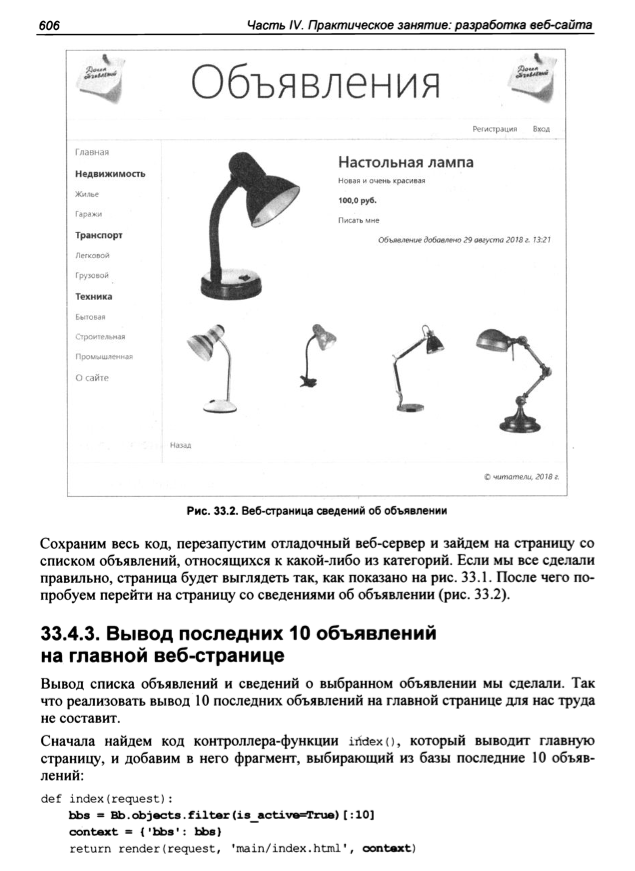 606
Часть IV. Практическое занятие: разработка веб-сайта
Доска объявлений
Объявления
Доска объявлений
Регистрация Вход
Главная
Недвижимость
Жилье
Гаражи
Транспорт
Легковой
Грузовой
Техника
Бытовая
Строительная
Промышленная
О сайте
Настольная лампа
Новая и очень красивая
100,0 руб.
Писать мне
Объявление добавлено 29 августа 2018 г. 13:21
Назад
© читатели, 2018 г.
Рис. 33.2. Веб-страница сведений об объявлении
Сохраним весь код, перезапустим отладочный веб-сервер и зайдем на страницу со
списком объявлений, относящихся к какой-либо из категорий. Если мы все сделали
правильно, страница будет выглядеть так, как показано на рис. 33.1. После чего по-
пробуем перейти на страницу со сведениями об объявлении (рис. 33.2).
33.4.3. Вывод последних 10 объявлений
на главной веб-странице
Вывод списка объявлений и сведений о выбранном объявлении мы сделали. Так
что реализовать вывод 10 последних объявлений на главной странице для нас труда
не составит.
Сначала найдем код контроллера-функции index(), который выводит главную
страницу, и добавим в него фрагмент, выбирающий из базы последние 10 объяв-
лений:
def index(request):
    bbs = Bb.objects.filter(is_active=True)[:10]
    context = {'bbs': bbs}
    return render(request, 'main/index.html', context)